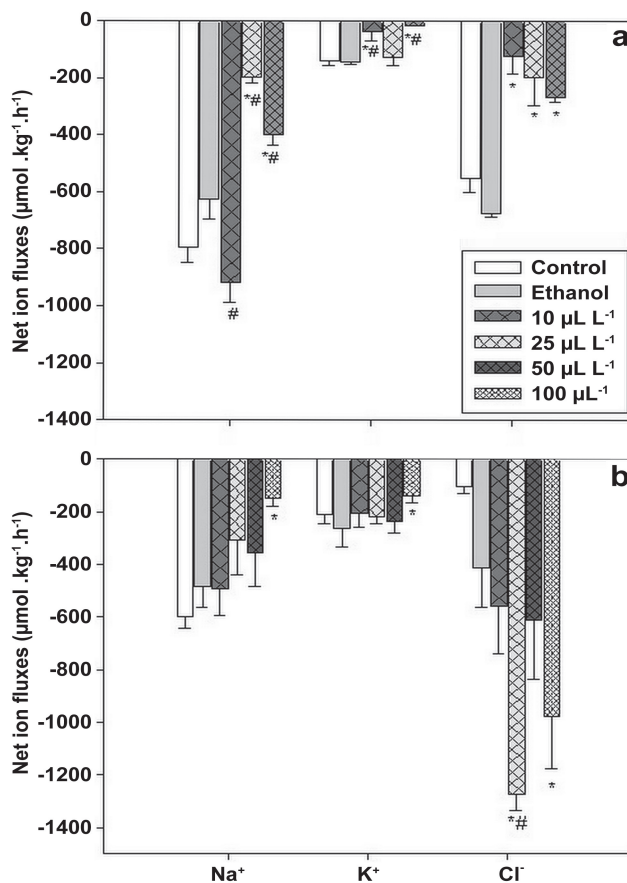 a
Net ion fluxes (µmol .kg⁻¹.h⁻¹)
0
-200
-400
-600
-800
-1000
-1200
-1400
*#
*#
*#
*#
*
*
*
#
Control
Ethanol
10 µL L⁻¹
25 µL L⁻¹
50 µL L⁻¹
100 µL⁻¹
b
Net ion fluxes (µmol .kg⁻¹.h⁻¹)
0
-200
-400
-600
-800
-1000
-1200
-1400
*
*
*
*#
Na⁺
K⁺
Cl⁻